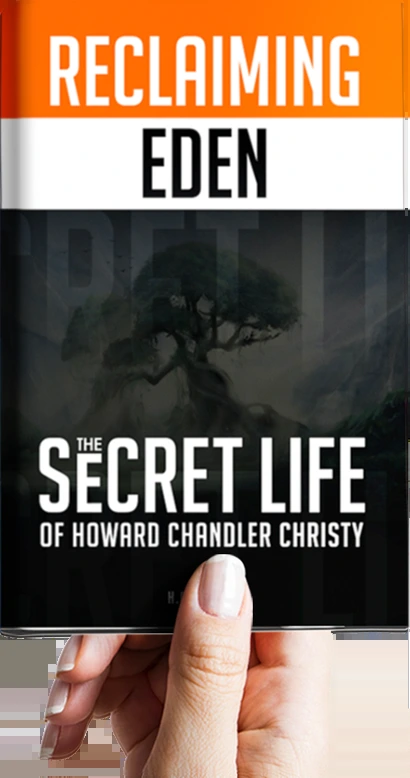 RECLAIMING
EDEN
THE
SECRET LIFE
OF HOWARD CHANDLER CHRISTY
H.